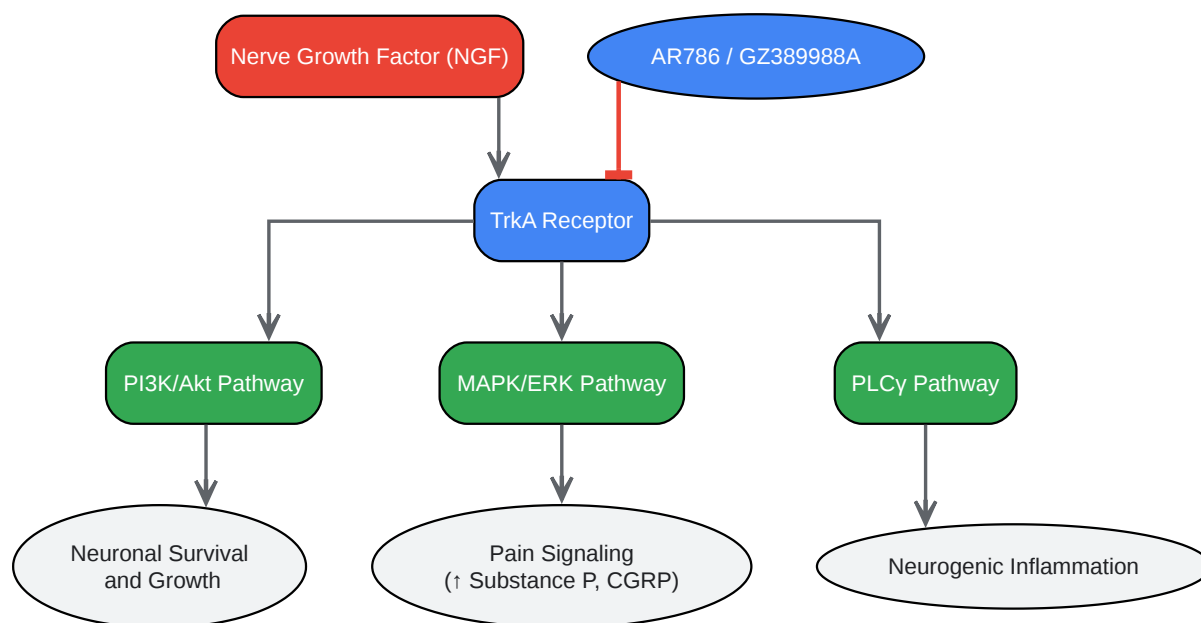 Nerve Growth Factor (NGF)
AR786 / GZ389988A
TrkA Receptor
PI3K/Akt Pathway
MAPK/ERK Pathway
PLCγ Pathway
Neuronal Survival
and Growth
Pain Signaling
(↑ Substance P, CGRP)
Neurogenic Inflammation